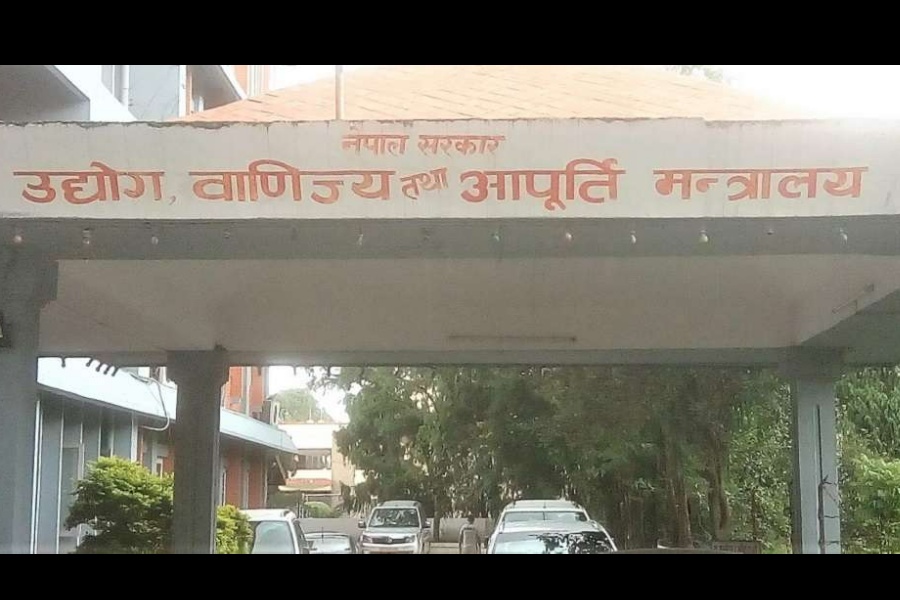 नेपाल सरकार
उद्योग, वाणिज्य तथा आपूर्ति मन्त्रालय